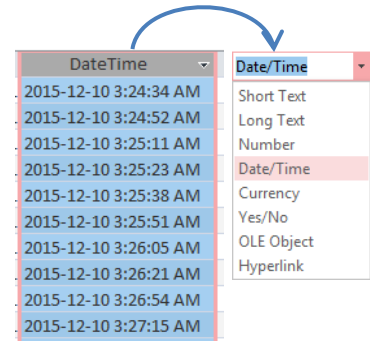 DateTime
2015-12-10 3:24:34 AM
2015-12-10 3:24:52 AM
2015-12-10 3:25:11 AM
2015-12-10 3:25:23 AM
2015-12-10 3:25:38 AM
2015-12-10 3:25:51 AM
2015-12-10 3:26:05 AM
2015-12-10 3:26:21 AM
2015-12-10 3:26:54 AM
2015-12-10 3:27:15 AM
Date/Time
Short Text
Long Text
Number
Date/Time
Currency
Yes/No
OLE Object
Hyperlink